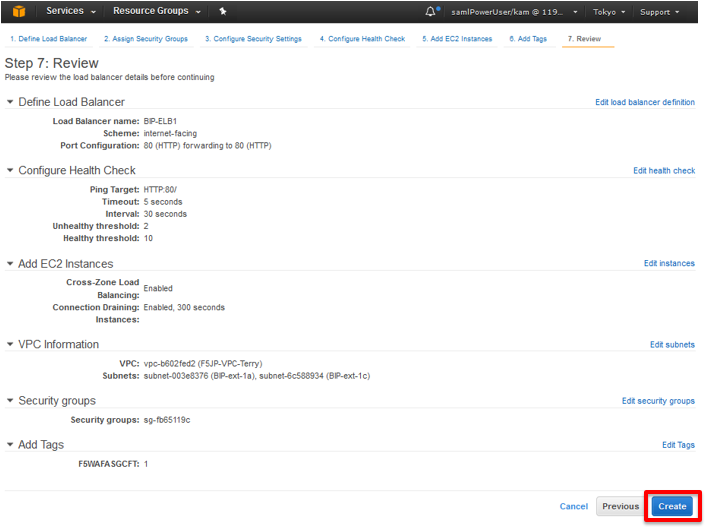 Services Resource Groups samlPowerUser/kam @ 119... Tokyo Support
1. Define Load Balancer 2. Assign Security Groups 3. Configure Security Settings 4. Configure Health Check 5. Add EC2 Instances 6. Add Tags 7. Review
Step 7: Review
Please review the load balancer details before continuing
Define Load Balancer Edit load balancer definition
Load Balancer name: BIP-ELB1
Scheme: internet-facing
Port Configuration: 80 (HTTP) forwarding to 80 (HTTP)
Configure Health Check Edit health check
Ping Target: HTTP:80/
Timeout: 5 seconds
Interval: 30 seconds
Unhealthy threshold: 2
Healthy threshold: 10
Add EC2 Instances Edit instances
Cross-Zone Load
Balancing: Enabled
Connection Draining: Enabled, 300 seconds
Instances:
VPC Information Edit subnets
VPC: vpc-b602fed2 (F5JP-VPC-Terry)
Subnets: subnet-003e8376 (BIP-ext-1a), subnet-6c588934 (BIP-ext-1c)
Security groups Edit security groups
Security groups: sg-fb65119c
Add Tags Edit Tags
F5WAFASGCFT: 1
Cancel Previous Create